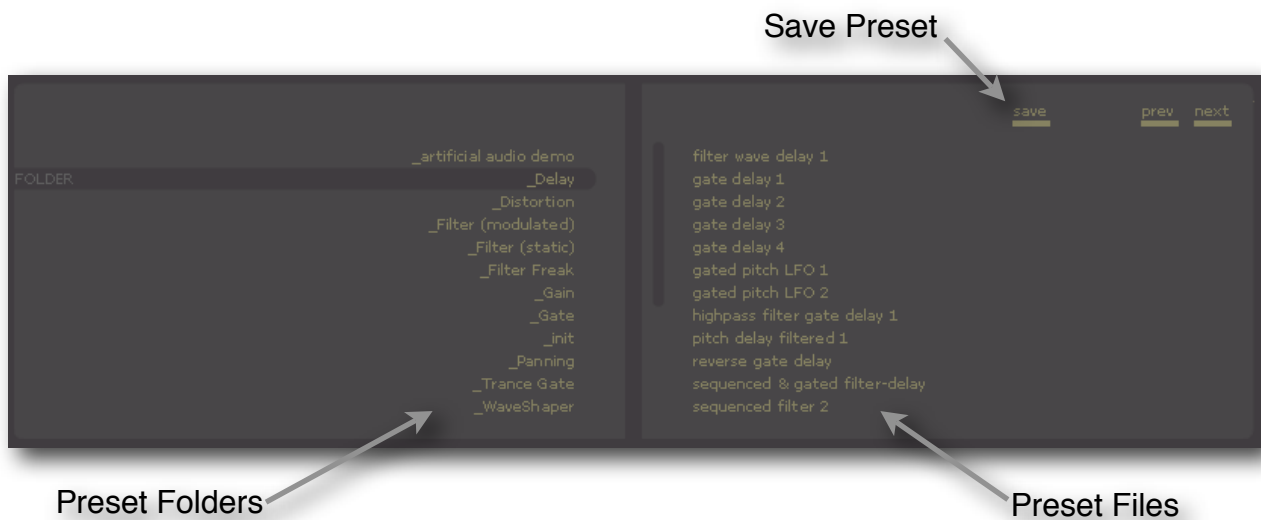 Save Preset
save prev next
_artificial audio demo
FOLDER _Delay
_Distortion
_Filter (modulated)
_Filter (static)
_Filter Freak
_Gain
_Gate
_init
_Panning
_Trance Gate
_WaveShaper
filter wave delay 1
gate delay 1
gate delay 2
gate delay 3
gate delay 4
gated pitch LFO 1
gated pitch LFO 2
highpass filter gate delay 1
pitch delay filtered 1
reverse gate delay
sequenced & gated filter-delay
sequenced filter 2
Preset Folders
Preset Files